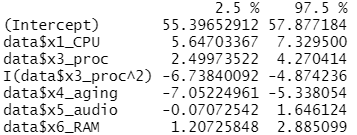 2.5 % 97.5 %
(Intercept) 55.39652912 57.877184
data$x1_CPU 5.64703367 7.329500
data$x3_proc 2.49973522 4.270414
I(data$x3_proc^2) -6.73840092 -4.874236
data$x4_aging -7.05224961 -5.338054
data$x5_audio -0.07072542 1.646124
data$x6_RAM 1.20725848 2.885099